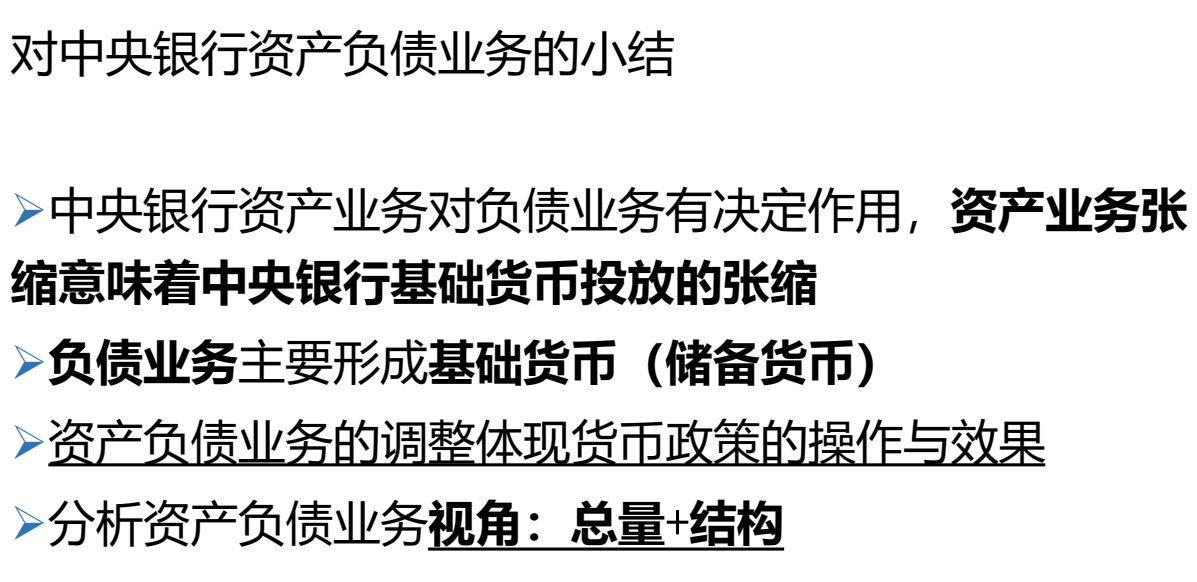 对中央银行资产负债业务的小结
➢中央银行资产业务对负债业务有决定作用，资产业务张
缩意味着中央银行基础货币投放的张缩
➢负债业务主要形成基础货币（储备货币）
➢资产负债业务的调整体现货币政策的操作与效果
➢分析资产负债业务视角：总量+结构